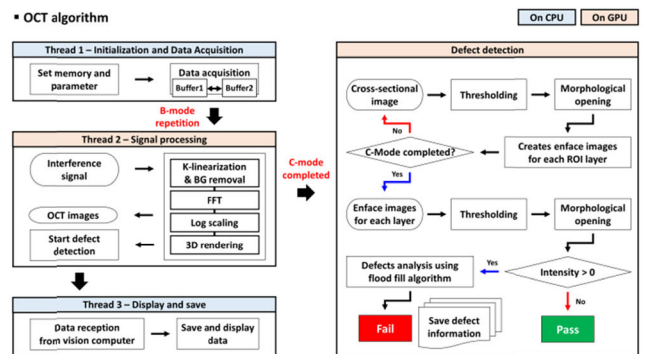 ▪ OCT algorithm
On CPU
On GPU
Thread 1 – Initialization and Data Acquisition
Set memory and
parameter
Data acquisition
Buffer1
Buffer2
B-mode
repetition
Thread 2 – Signal processing
Interference
signal
K-linearization
& BG removal
FFT
OCT images
Log scaling
Start defect
detection
3D rendering
Thread 3 – Display and save
Data reception
from vision computer
Save and display
data
C-Mode
completed
Defect detection
Cross-sectional
image
Thresholding
Morphological
opening
No
C-Mode completed?
Creates enface images
for each ROI layer
Yes
Enface images
for each layer
Thresholding
Morphological
opening
Defects analysis using
flood fill algorithm
Yes
Intensity > 0
No
Fail
Save defect
information
Pass